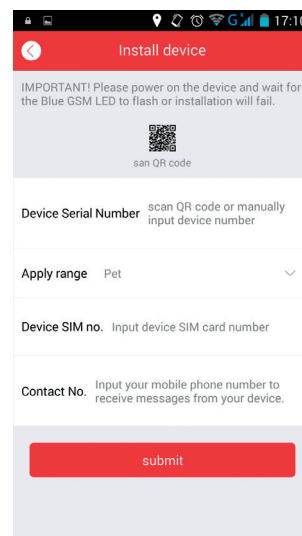 G 17:10
Install device
IMPORTANT! Please power on the device and wait for
the Blue GSM LED to flash or installation will fail.
san QR code
Device Serial Number scan QR code or manually
input device number
Apply range Pet
Device SIM no. Input device SIM card number
Contact No. Input your mobile phone number to
receive messages from your device.
submit